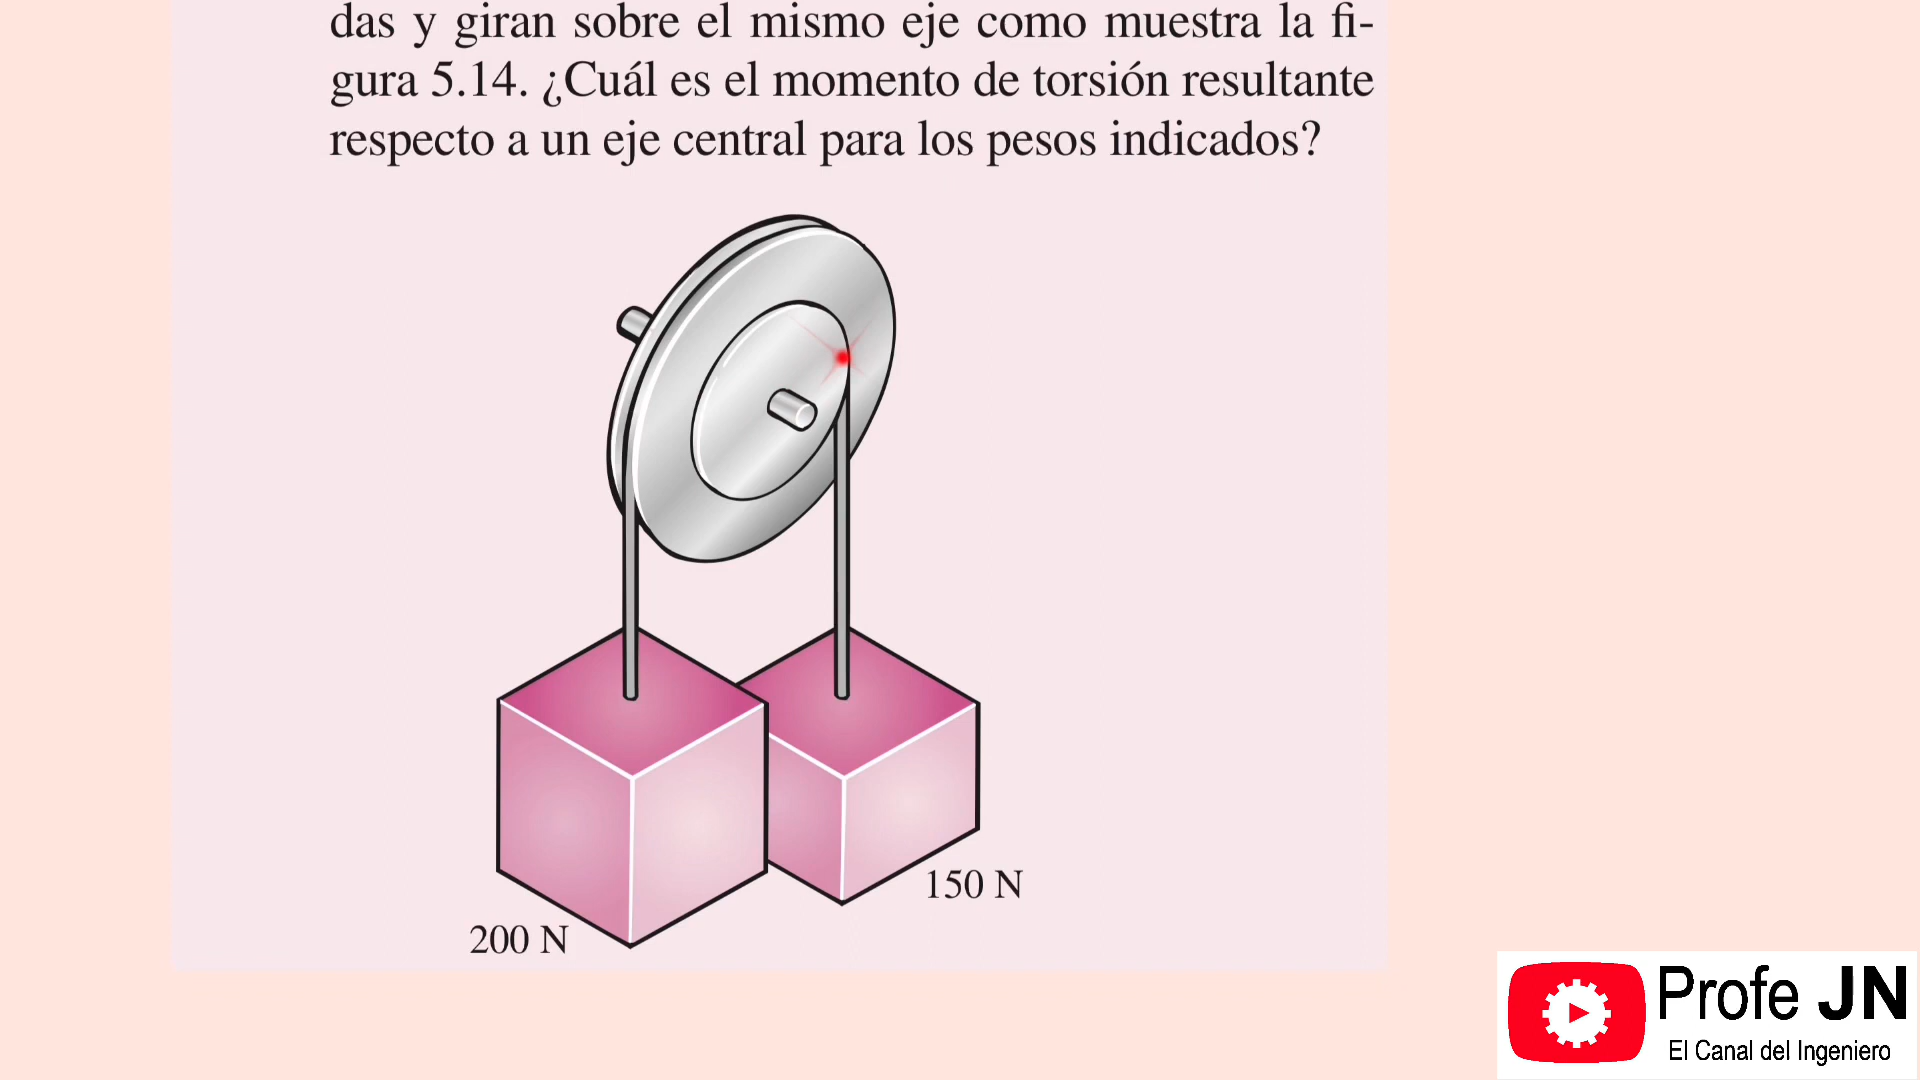 das y giran sobre el mismo eje como muestra la fi-
gura 5.14. ¿Cuál es el momento de torsión resultante
respecto a un eje central para los pesos indicados?
150 N
200 N
Profe JN
El Canal del Ingeniero